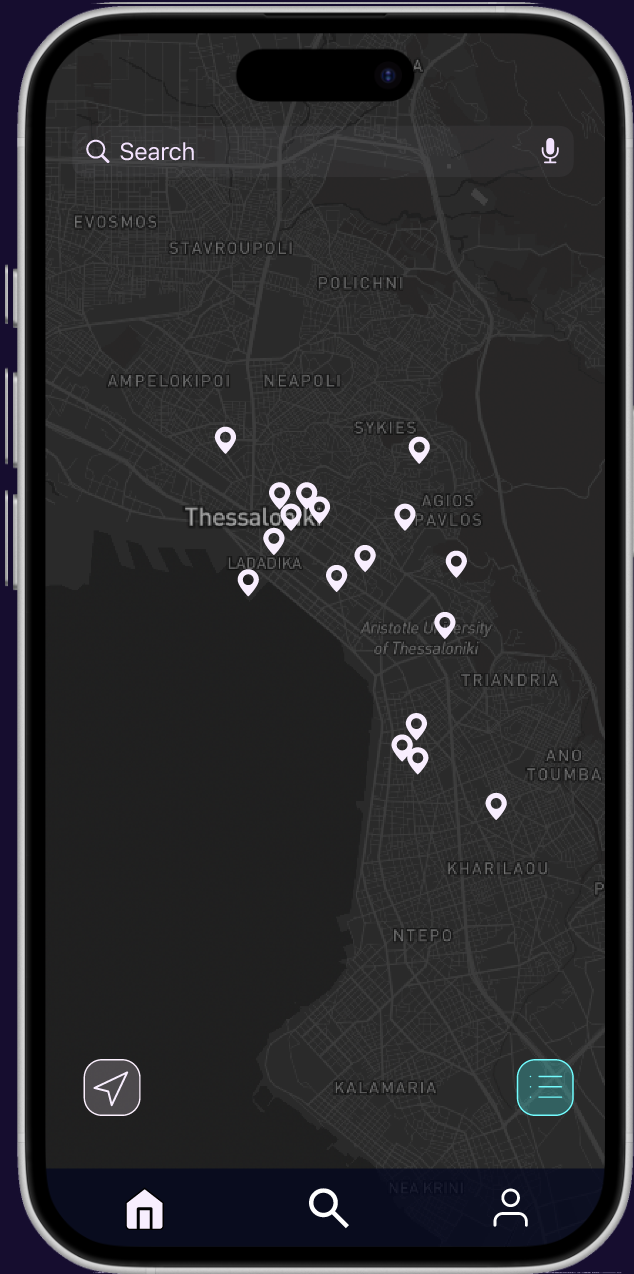 A
Search
EVOSMOS
STAVROUPOLI
POLICHNI
AMPELOKIPOI
NEAPOLI
SYKIES
AGIOS
PAVLOS
Thessaloniki
LADADIKA
Aristotle University
of Thessaloniki
TRIANDRIA
ANO
TOUMBA
KHARILAOU
P
NTEPO
KALAMARIA
NEA KRINI